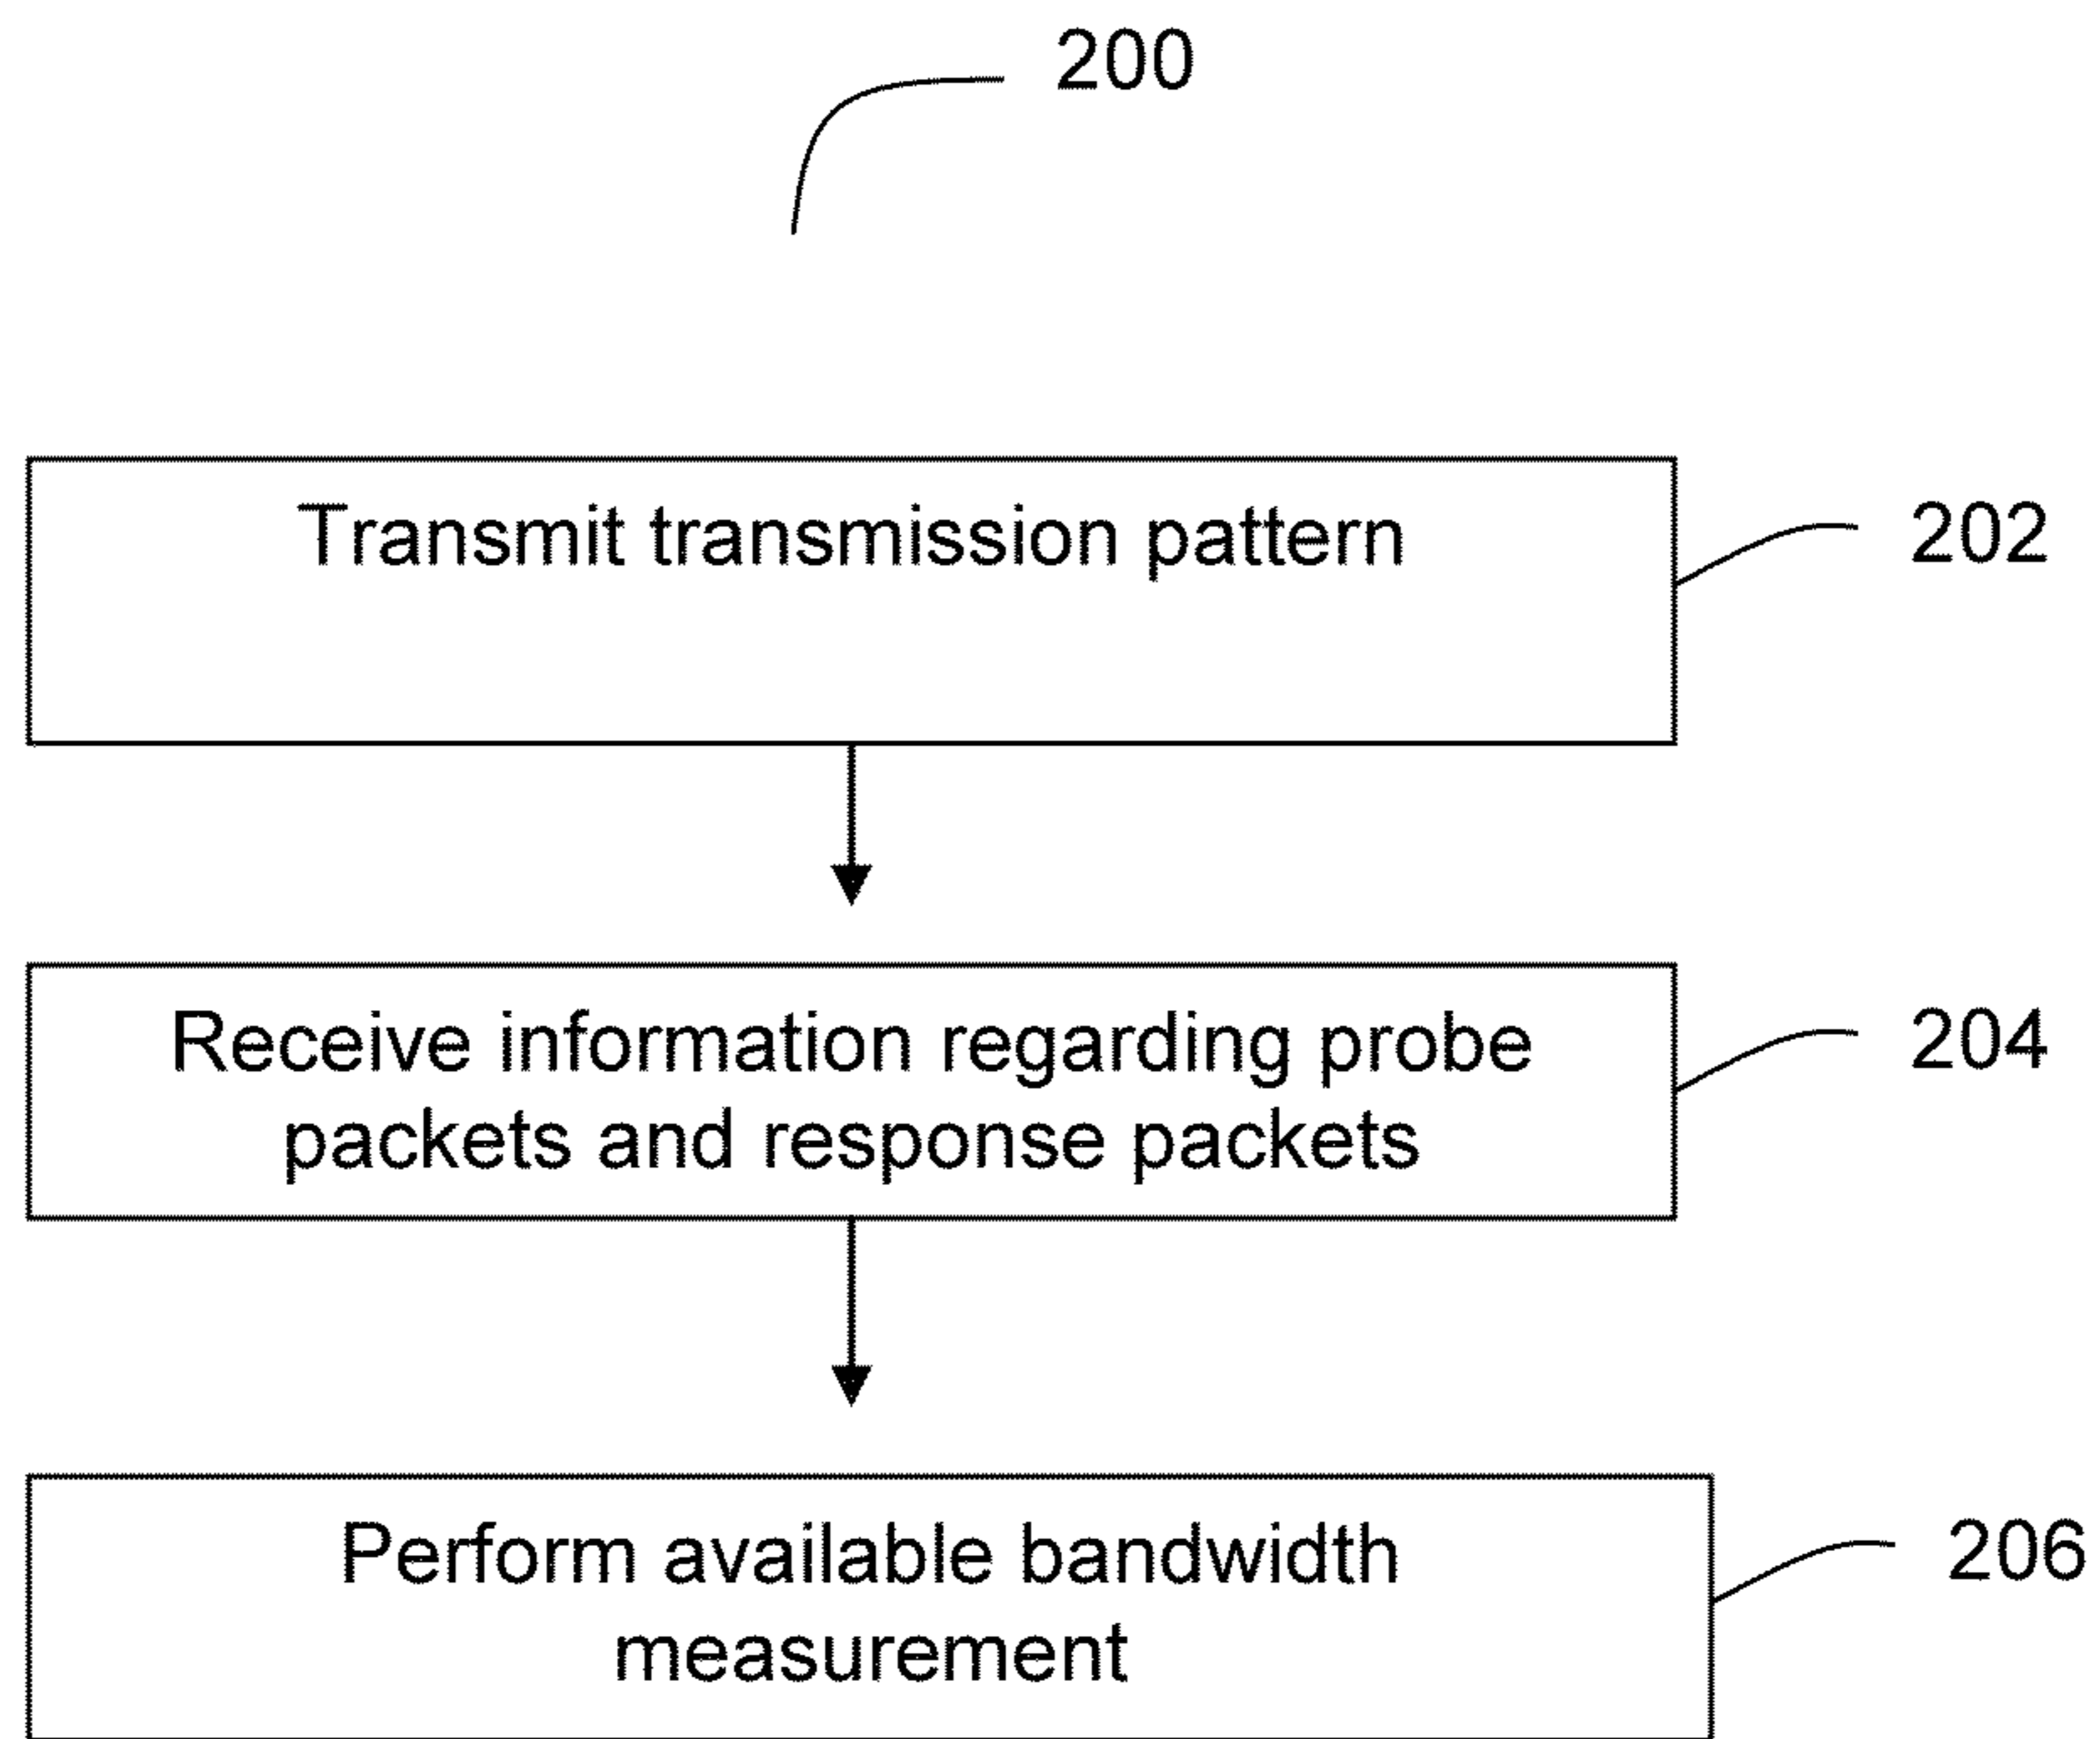 200
Transmit transmission pattern
202
Receive information regarding probe
packets and response packets
204
Perform available bandwidth
measurement
206